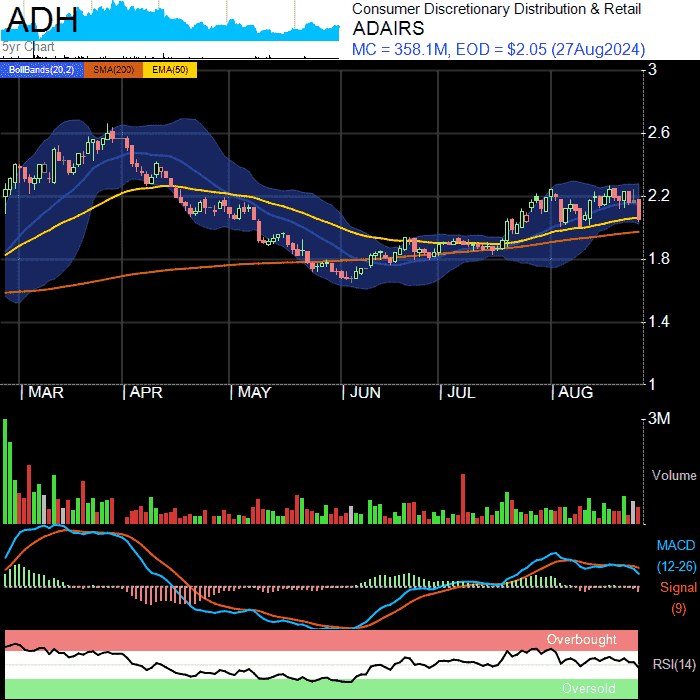 ADH
5yr Chart
Consumer Discretionary Distribution & Retail
ADAIRS
MC = 358.1M, EOD = $2.05 (27Aug2024)
BollBands(20,2) SMA(200) EMA(50)
3
2.6
2.2
1.8
1.4
1
MAR APR MAY JUN JUL AUG
3M
Volume
MACD
(12-26)
Signal
(9)
Overbought
RSI(14)
Oversold